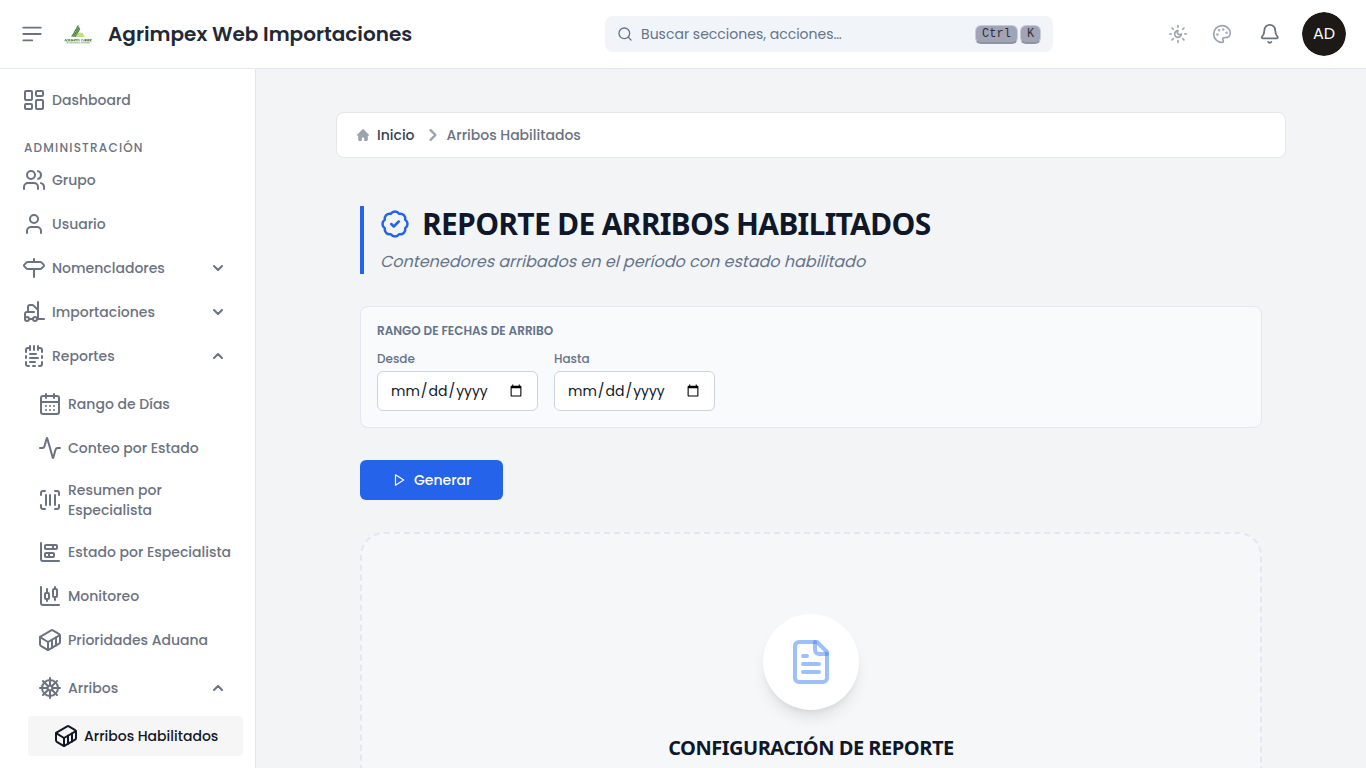 Agrimpex Web Importaciones
Buscar secciones, acciones...
Ctrl K
AD
Dashboard
ADMINISTRACIÓN
Grupo
Usuario
Nomencladores
Importaciones
Reportes
Rango de Días
Conteo por Estado
Resumen por
Especialista
Estado por Especialista
Monitoreo
Prioridades Aduana
Arribos
Arribos Habilitados
Inicio
Arribos Habilitados
REPORTE DE ARRIBOS HABILITADOS
Contenedores arribados en el período con estado habilitado
RANGO DE FECHAS DE ARRIBO
Desde
Hasta
mm/dd/yyyy
mm/dd/yyyy
Generar
CONFIGURACIÓN DE REPORTE